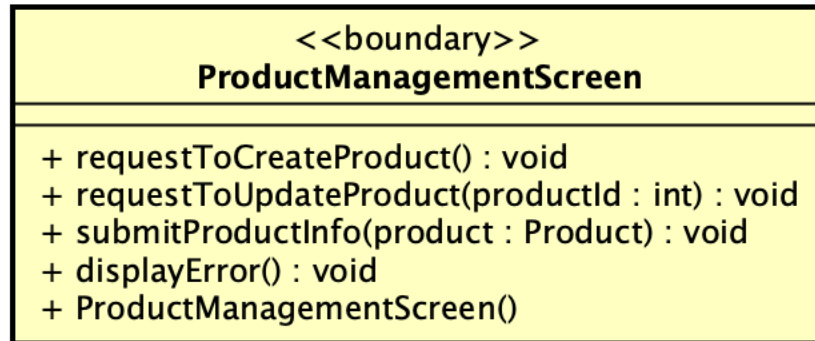 <<boundary>>
ProductManagementScreen
+ requestToCreateProduct() : void
+ requestToUpdateProduct(productId : int) : void
+ submitProductInfo(product : Product) : void
+ displayError() : void
+ ProductManagementScreen()